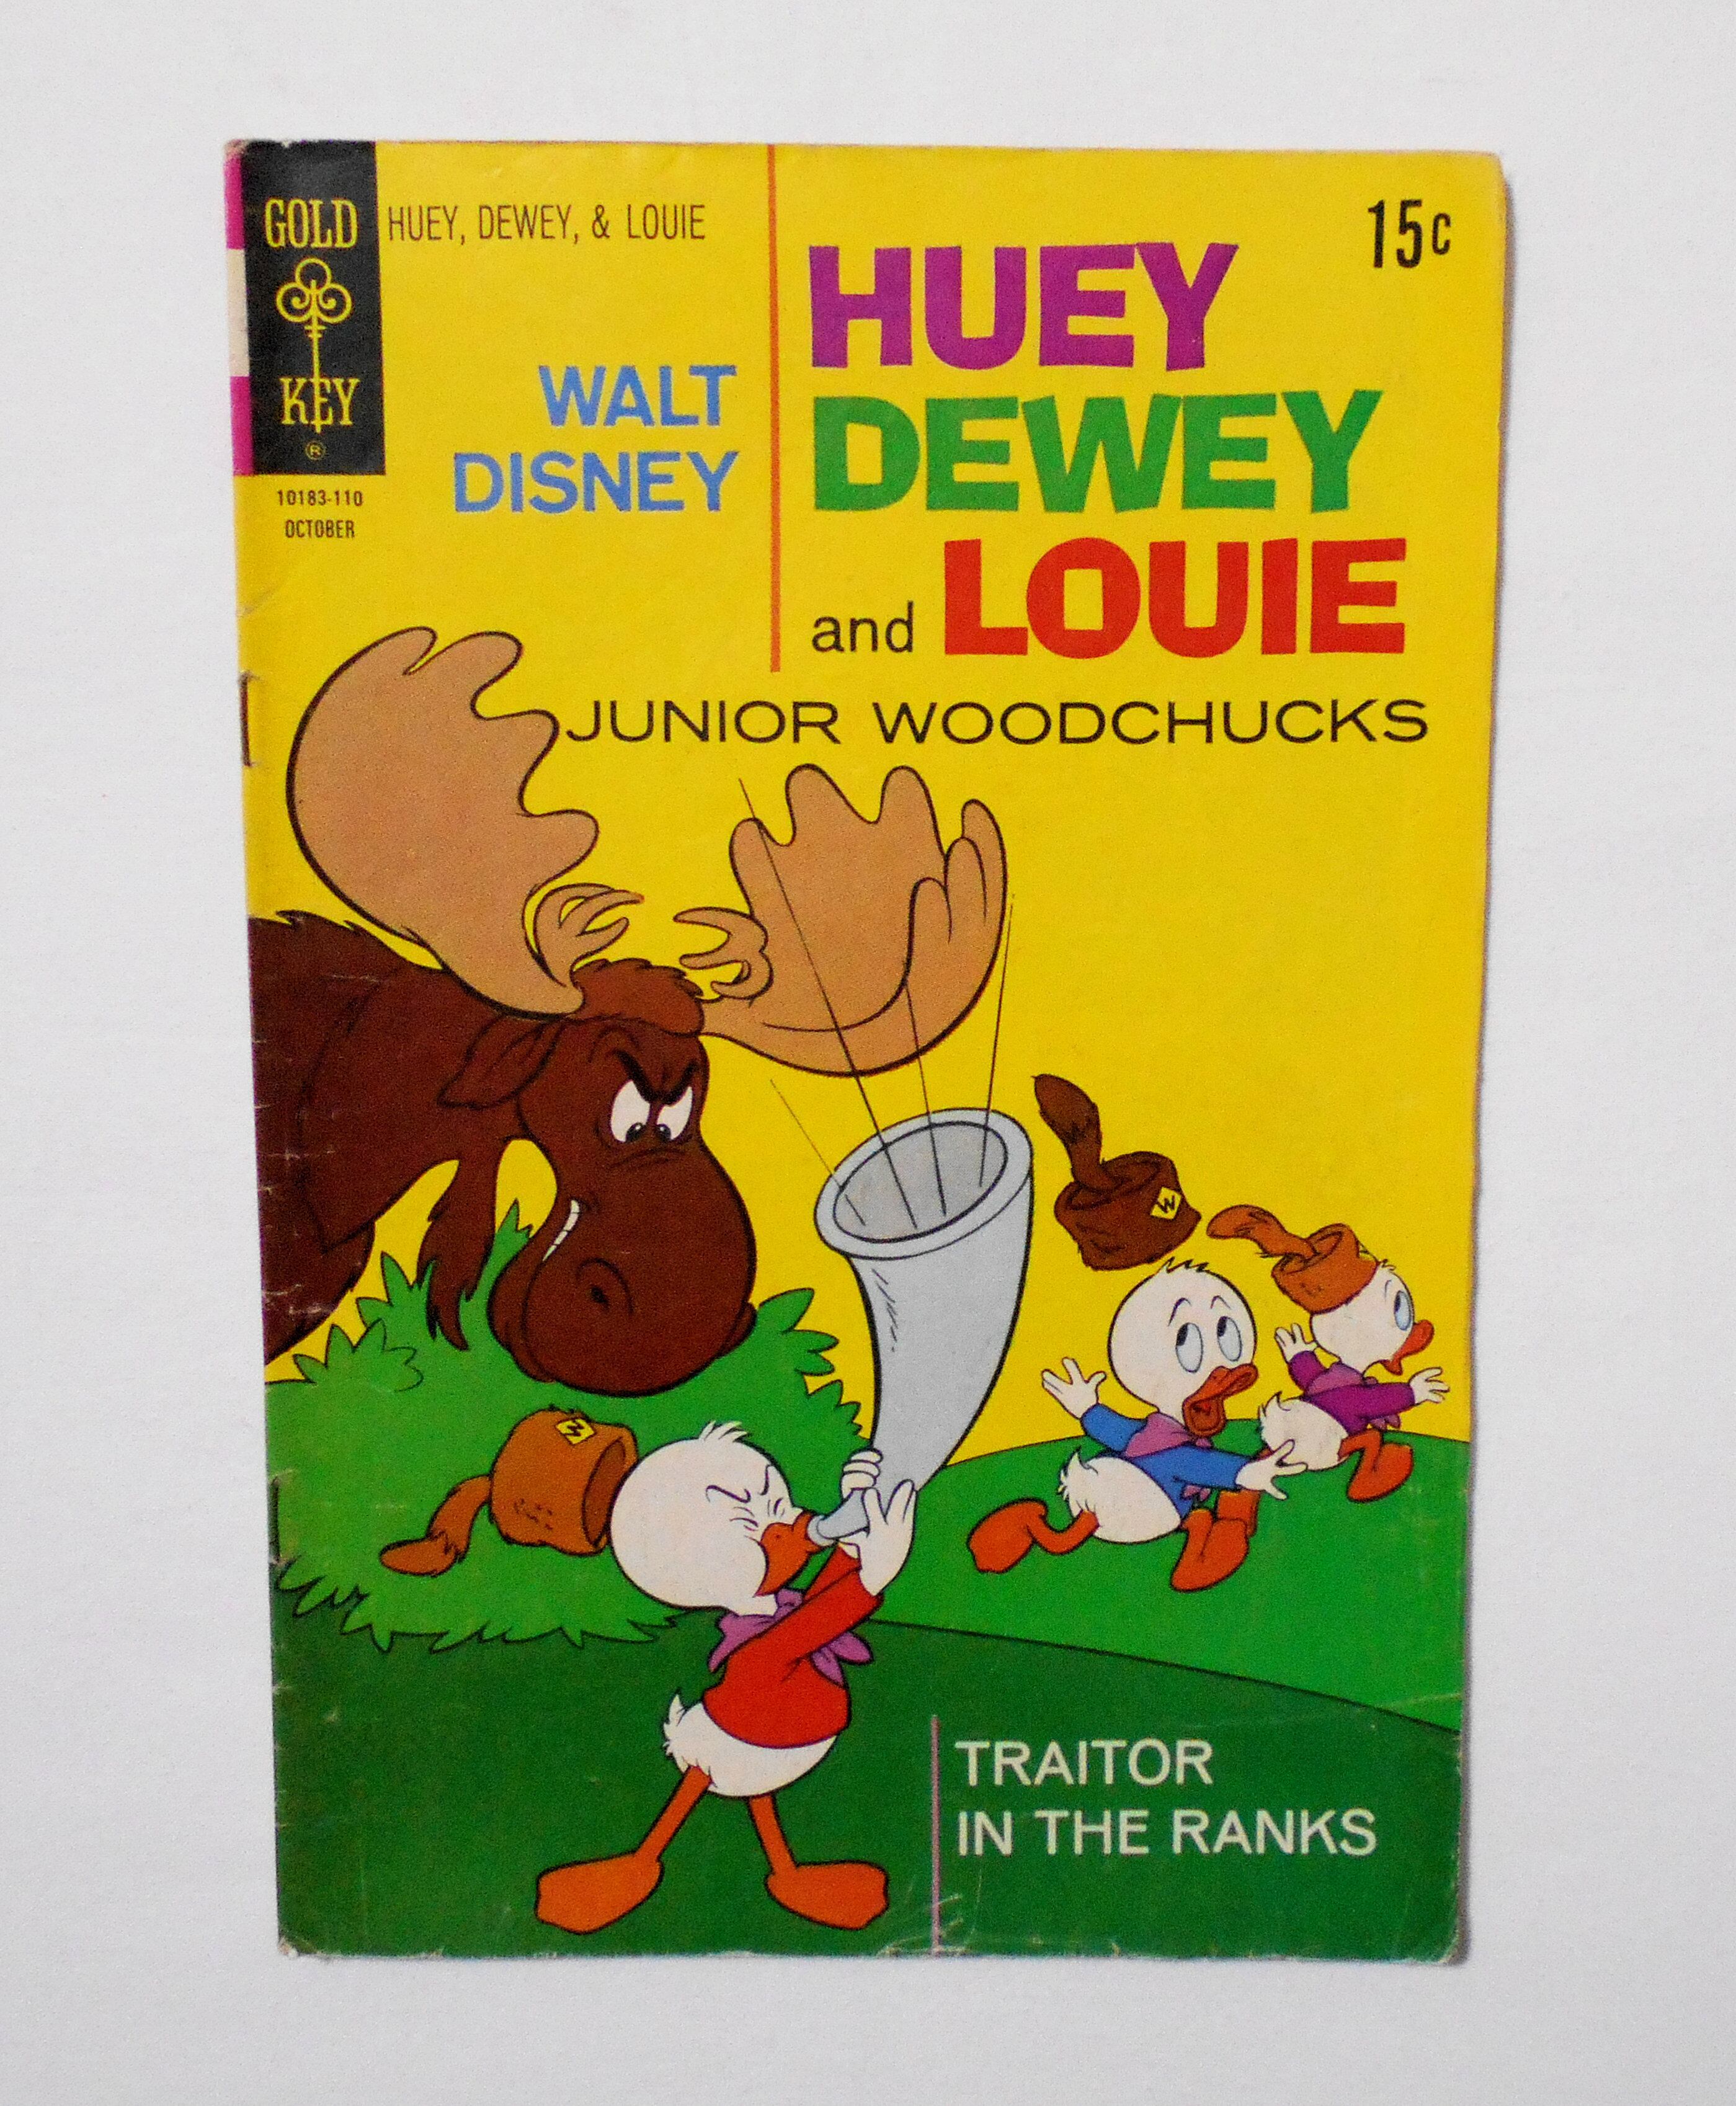 GOLD
KEY
®
HUEY, DEWEY, & LOUIE
15c
10183-110
OCTOBER
WALT
DISNEY
HUEY
DEWEY
and LOUIE
JUNIOR WOODCHUCKS
W
W
TRAITOR
IN THE RANKS